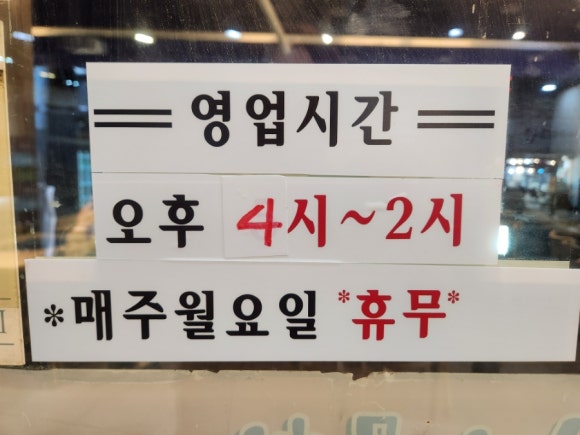 = 영업시간 =
오후 4시~2시
*매주월요일 *휴무*